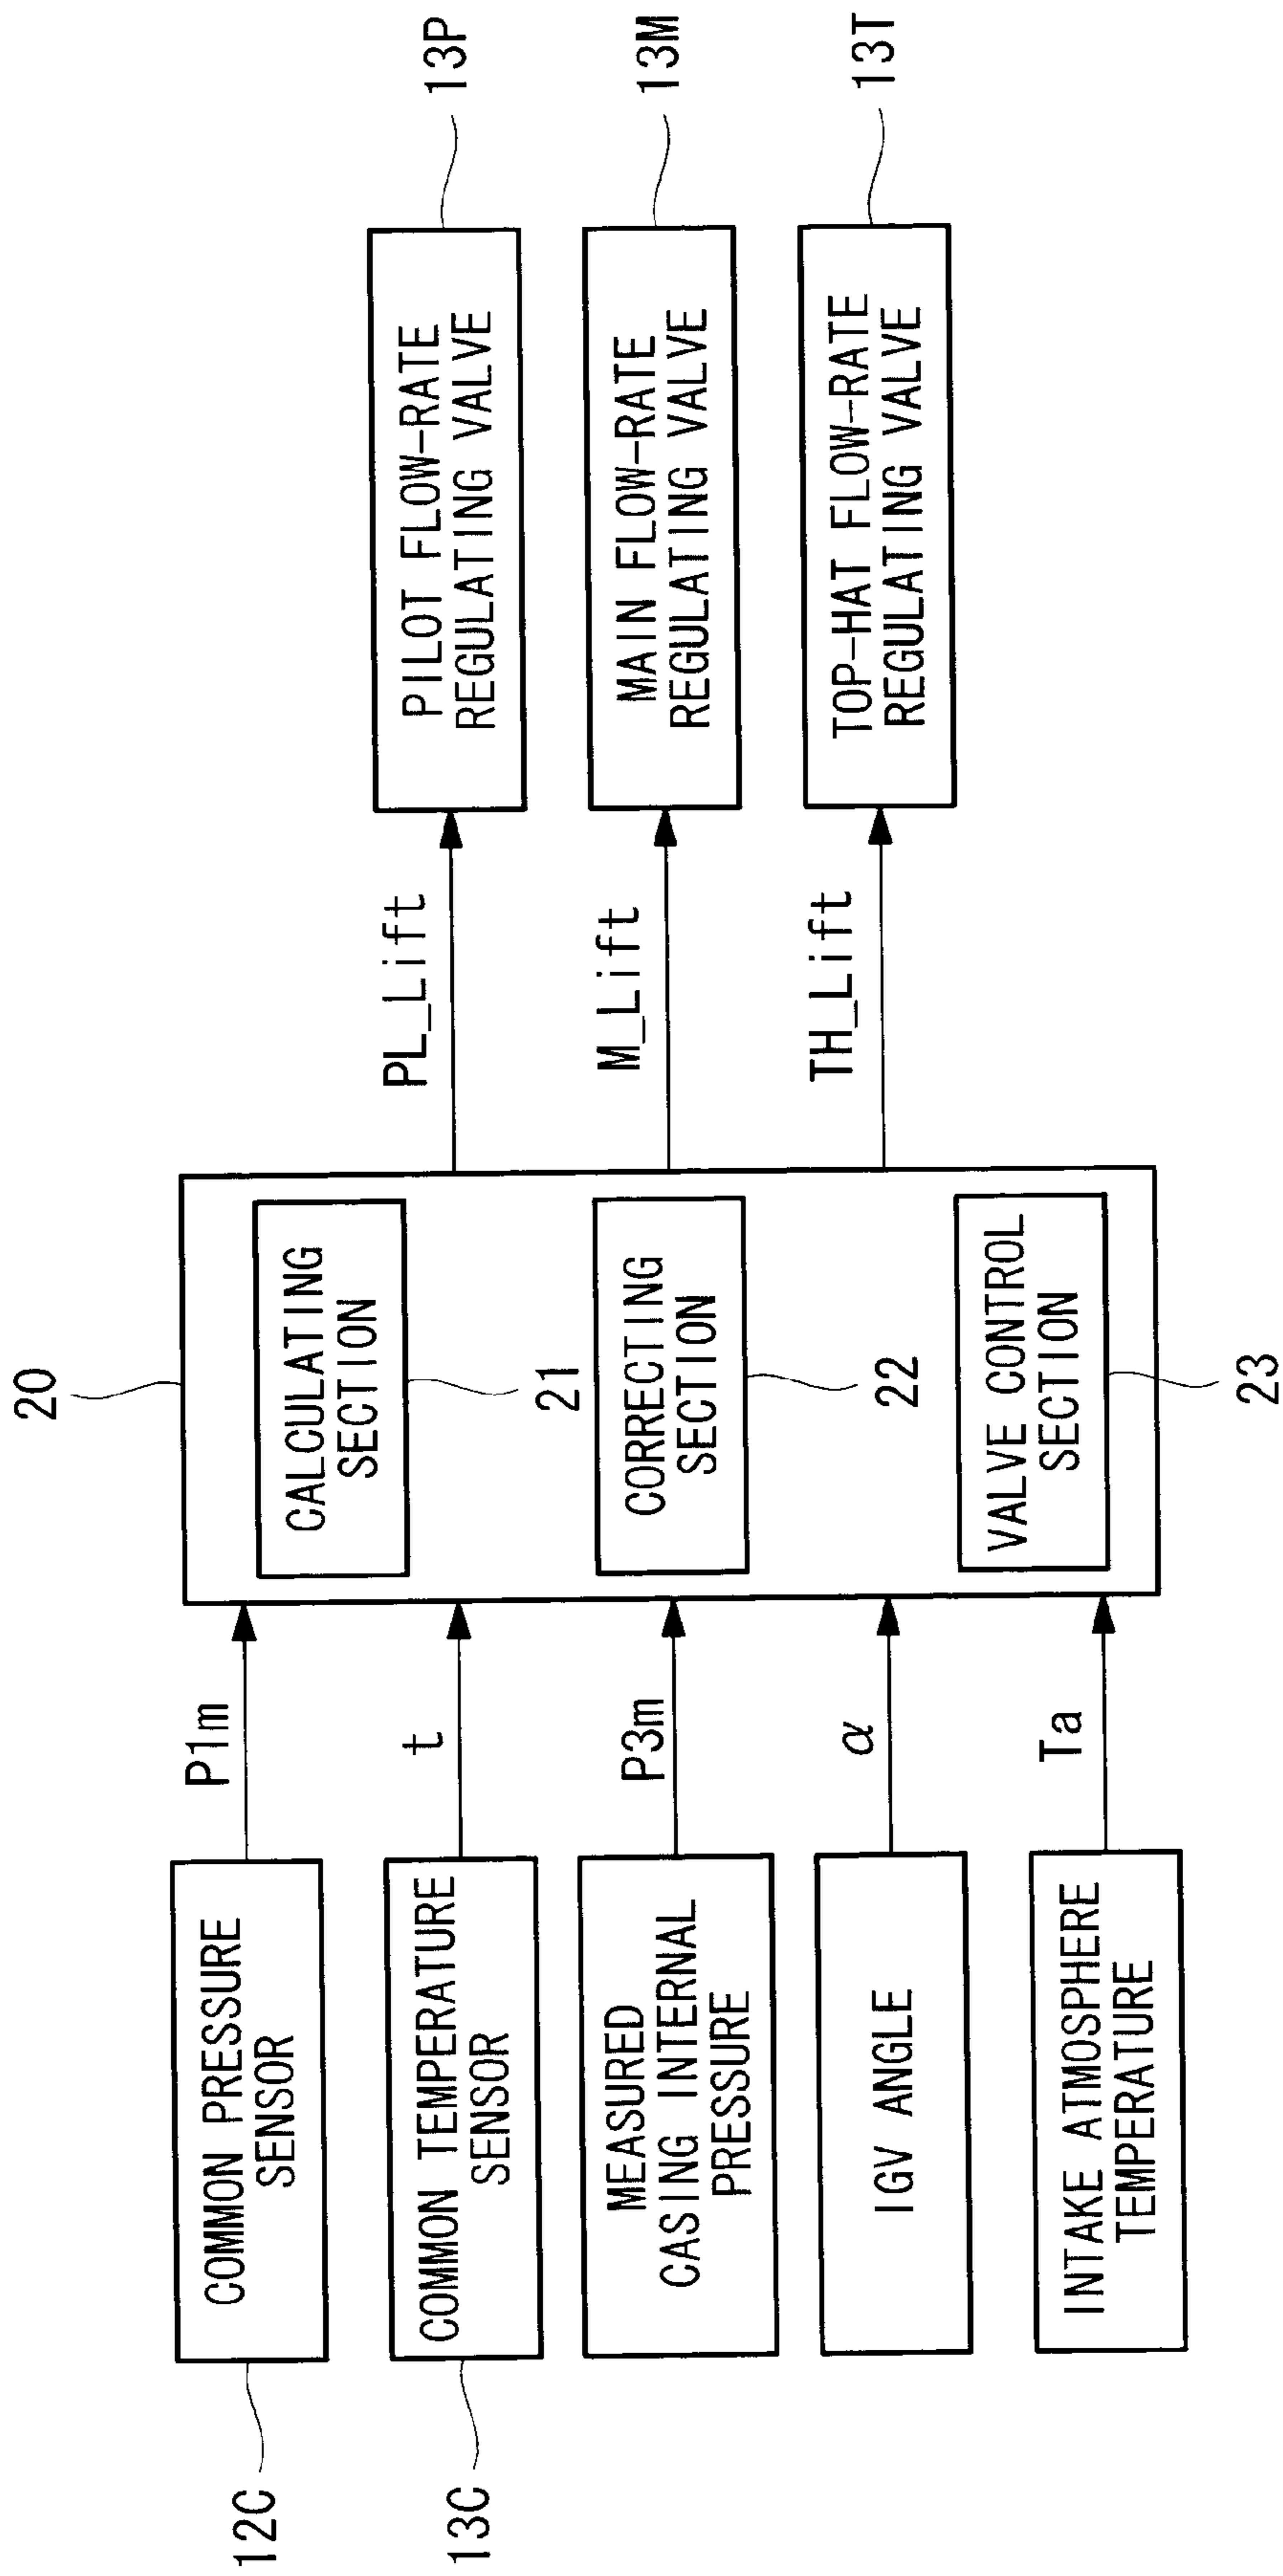 20
12C
COMMON PRESSURE
SENSOR
P1m
13C
COMMON TEMPERATURE
SENSOR
t
MEASURED
CASING INTERNAL
PRESSURE
P3m
IGV ANGLE
α
INTAKE ATMOSPHERE
TEMPERATURE
Ta
CALCULATING
SECTION
21
CORRECTING
SECTION
22
VALVE CONTROL
SECTION
23
PL_Lift
PILOT FLOW-RATE
REGULATING VALVE
13P
M_Lift
MAIN FLOW-RATE
REGULATING VALVE
13M
TH_Lift
TOP-HAT FLOW-RATE
REGULATING VALVE
13T